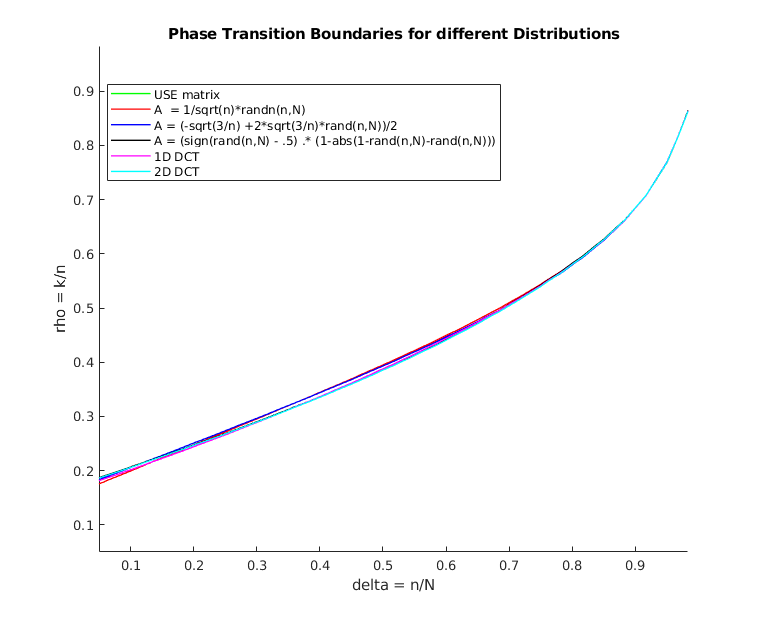 Phase Transition Boundaries for different Distributions
USE matrix
A = 1/sqrt(n)*randn(n,N)
A = (-sqrt(3/n) +2*sqrt(3/n)*rand(n,N))/2
A = (sign(rand(n,N) - .5) .* (1-abs(1-rand(n,N)-rand(n,N)))
1D DCT
2D DCT
0.9
0.8
0.7
0.6
0.5
0.4
0.3
0.2
0.1
rho = k/n
0.1 0.2 0.3 0.4 0.5 0.6 0.7 0.8 0.9
delta = n/N